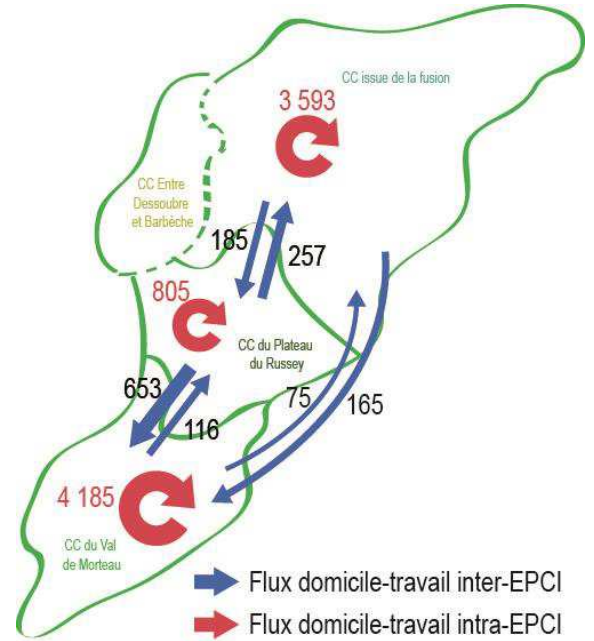 CC issue de la fusion
3 593
CC Entre
Dessoubre
et Barbèche
185
257
805
CC du Plateau
du Russey
653
116
75
165
4 185
CC du Val
de Morteau
Flux domicile-travail inter-EPCI
Flux domicile-travail intra-EPCI